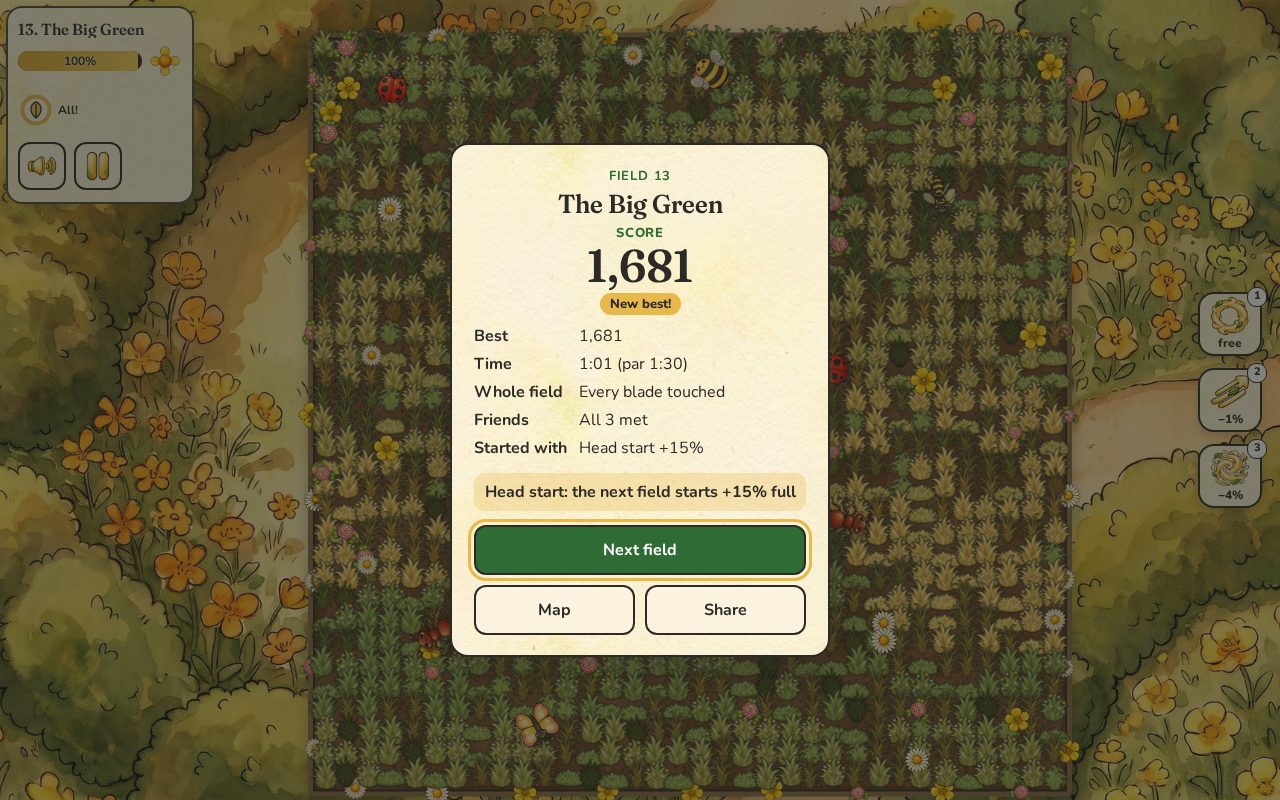 13. The Big Green
100%
All!
FIELD 13
The Big Green
SCORE
1,681
New best!
Best 1,681
Time 1:01 (par 1:30)
Whole field Every blade touched
Friends All 3 met
Started with Head start +15%
Head start: the next field starts +15% full
Next field
Map Share
1
free
2
−1%
3
−4%